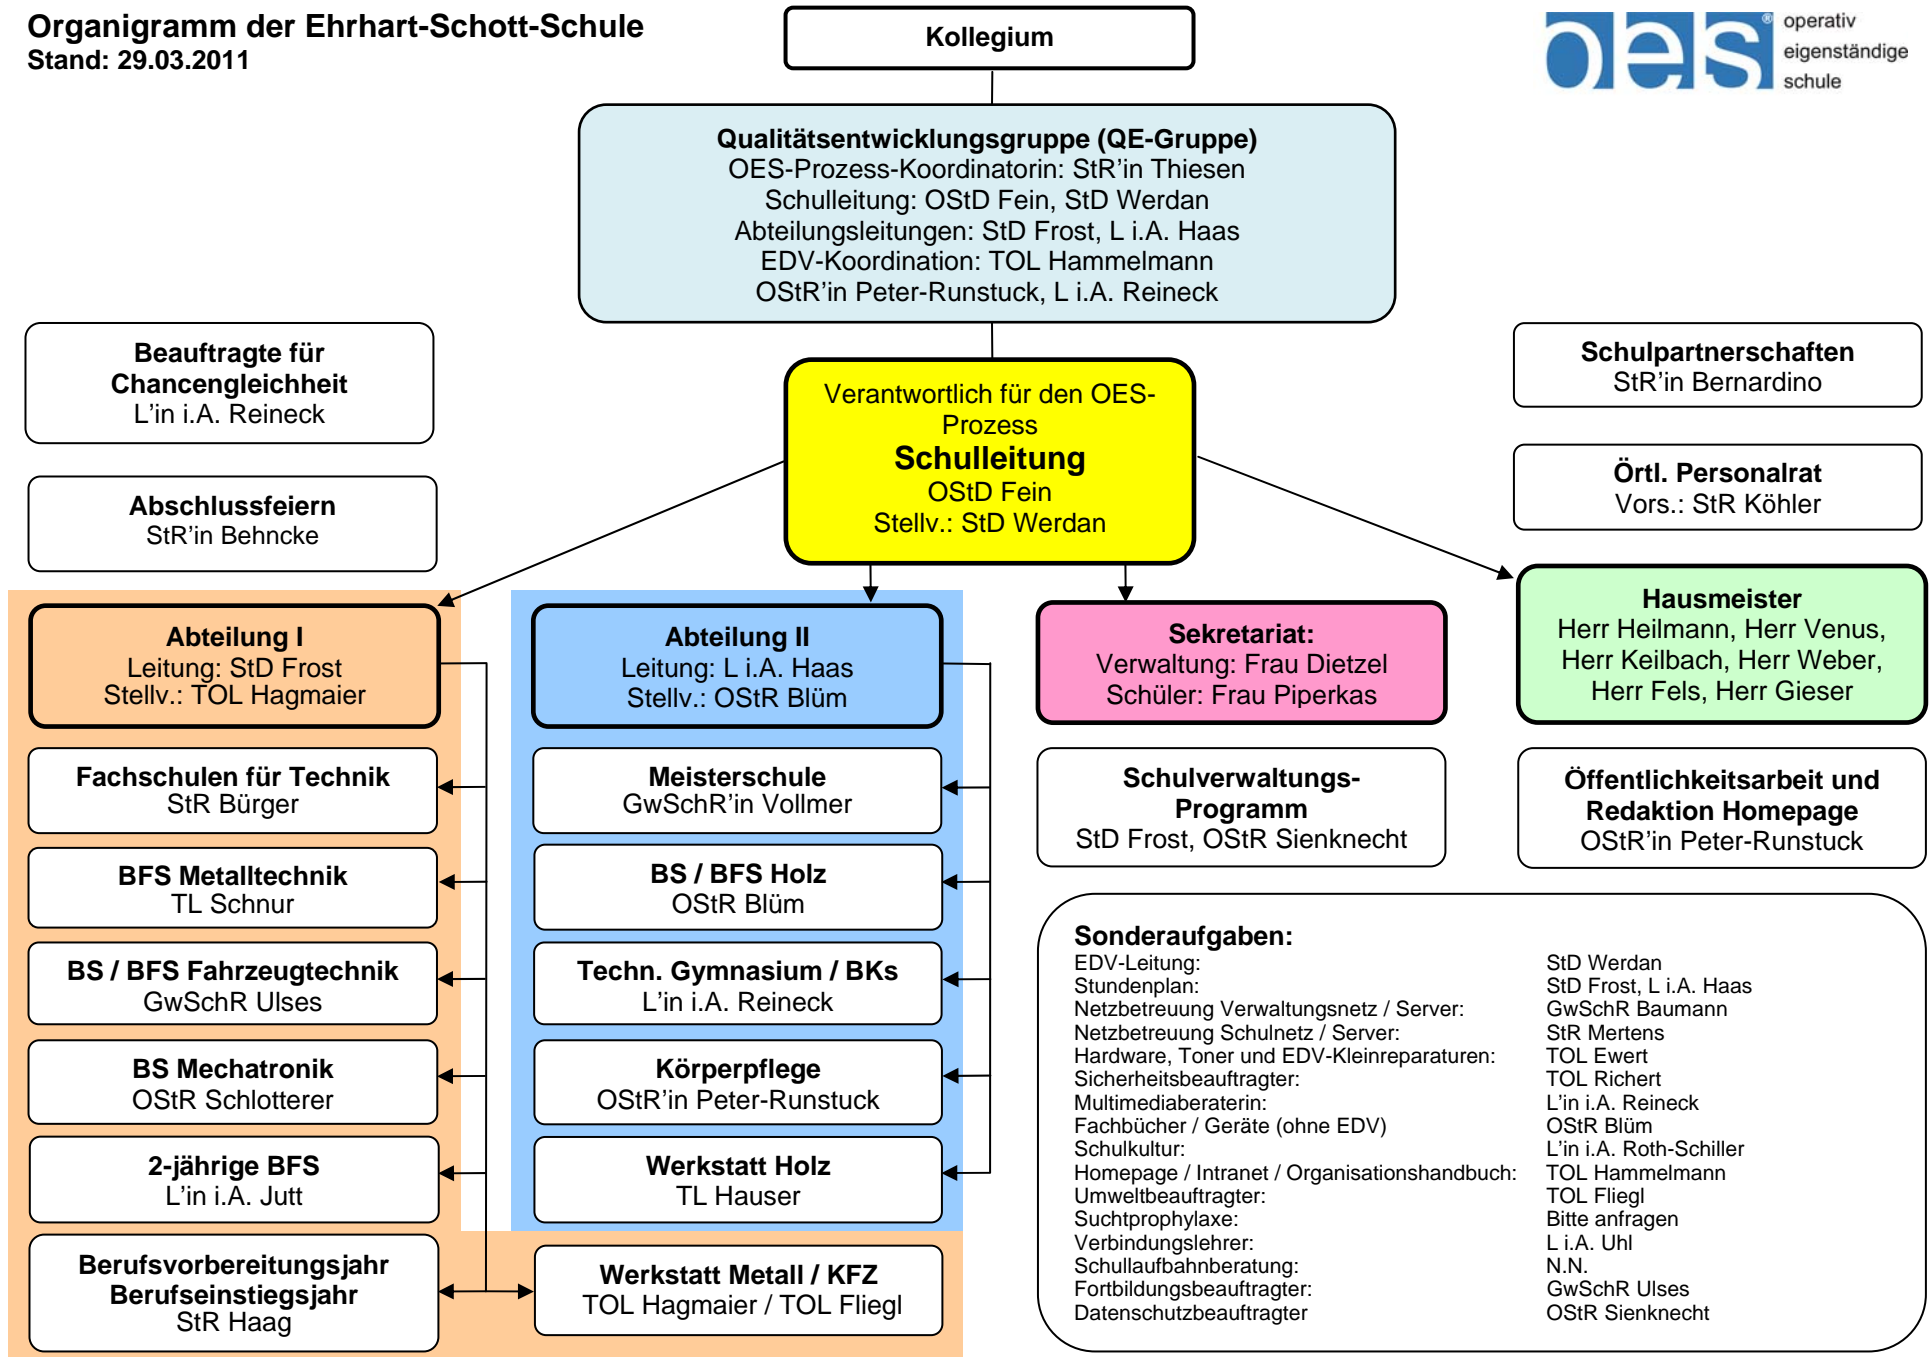 Organigramm der Ehrhart-Schott-Schule
Stand: 29.03.2011
Kollegium
oes®
operativ
eigenständige
schule
Qualitätsentwicklungsgruppe (QE-Gruppe)
OES-Prozess-Koordinatorin: StR’in Thiesen
Schulleitung: OStD Fein, StD Werdan
Abteilungsleitungen: StD Frost, L i.A. Haas
EDV-Koordination: TOL Hammelmann
OStR’in Peter-Runstuck, L i.A. Reineck
Beauftragte für
Chancengleichheit
L’in i.A. Reineck
Abschlussfeiern
StR’in Behncke
Verantwortlich für den OES-
Prozess
Schulleitung
OStD Fein
Stellv.: StD Werdan
Schulpartnerschaften
StR’in Bernardino
Örtl. Personalrat
Vors.: StR Köhler
Abteilung I
Leitung: StD Frost
Stellv.: TOL Hagmaier
Abteilung II
Leitung: L i.A. Haas
Stellv.: OStR Blüm
Sekretariat:
Verwaltung: Frau Dietzel
Schüler: Frau Piperkas
Hausmeister
Herr Heilmann, Herr Venus,
Herr Keilbach, Herr Weber,
Herr Fels, Herr Gieser
Fachschulen für Technik
StR Bürger
BFS Metalltechnik
TL Schnur
BS / BFS Fahrzeugtechnik
GwSchR Ulses
BS Mechatronik
OStR Schlotterer
2-jährige BFS
L’in i.A. Jutt
Berufsvorbereitungsjahr
Berufseinstiegsjahr
StR Haag
Meisterschule
GwSchR’in Vollmer
BS / BFS Holz
OStR Blüm
Techn. Gymnasium / BKs
L’in i.A. Reineck
Körperpflege
OStR’in Peter-Runstuck
Werkstatt Holz
TL Hauser
Werkstatt Metall / KFZ
TOL Hagmaier / TOL Fliegl
Schulverwaltungs-
Programm
StD Frost, OStR Sienknecht
Öffentlichkeitsarbeit und
Redaktion Homepage
OStR’in Peter-Runstuck
Sonderaufgaben:
EDV-Leitung: StD Werdan
Stundenplan: StD Frost, L i.A. Haas
Netzbetreuung Verwaltungsnetz / Server: GwSchR Baumann
Netzbetreuung Schulnetz / Server: StR Mertens
Hardware, Toner und EDV-Kleinreparaturen: TOL Ewert
Sicherheitsbeauftragter: TOL Richert
Multimediaberaterin: L’in i.A. Reineck
Fachbücher / Geräte (ohne EDV) OStR Blüm
Schulkultur: L’in i.A. Roth-Schiller
Homepage / Intranet / Organisationshandbuch: TOL Hammelmann
Umweltbeauftragter: TOL Fliegl
Suchtprophylaxe: Bitte anfragen
Verbindungslehrer: L i.A. Uhl
Schullaufbahnberatung: N.N.
Fortbildungsbeauftragter: GwSchR Ulses
Datenschutzbeauftragter OStR Sienknecht